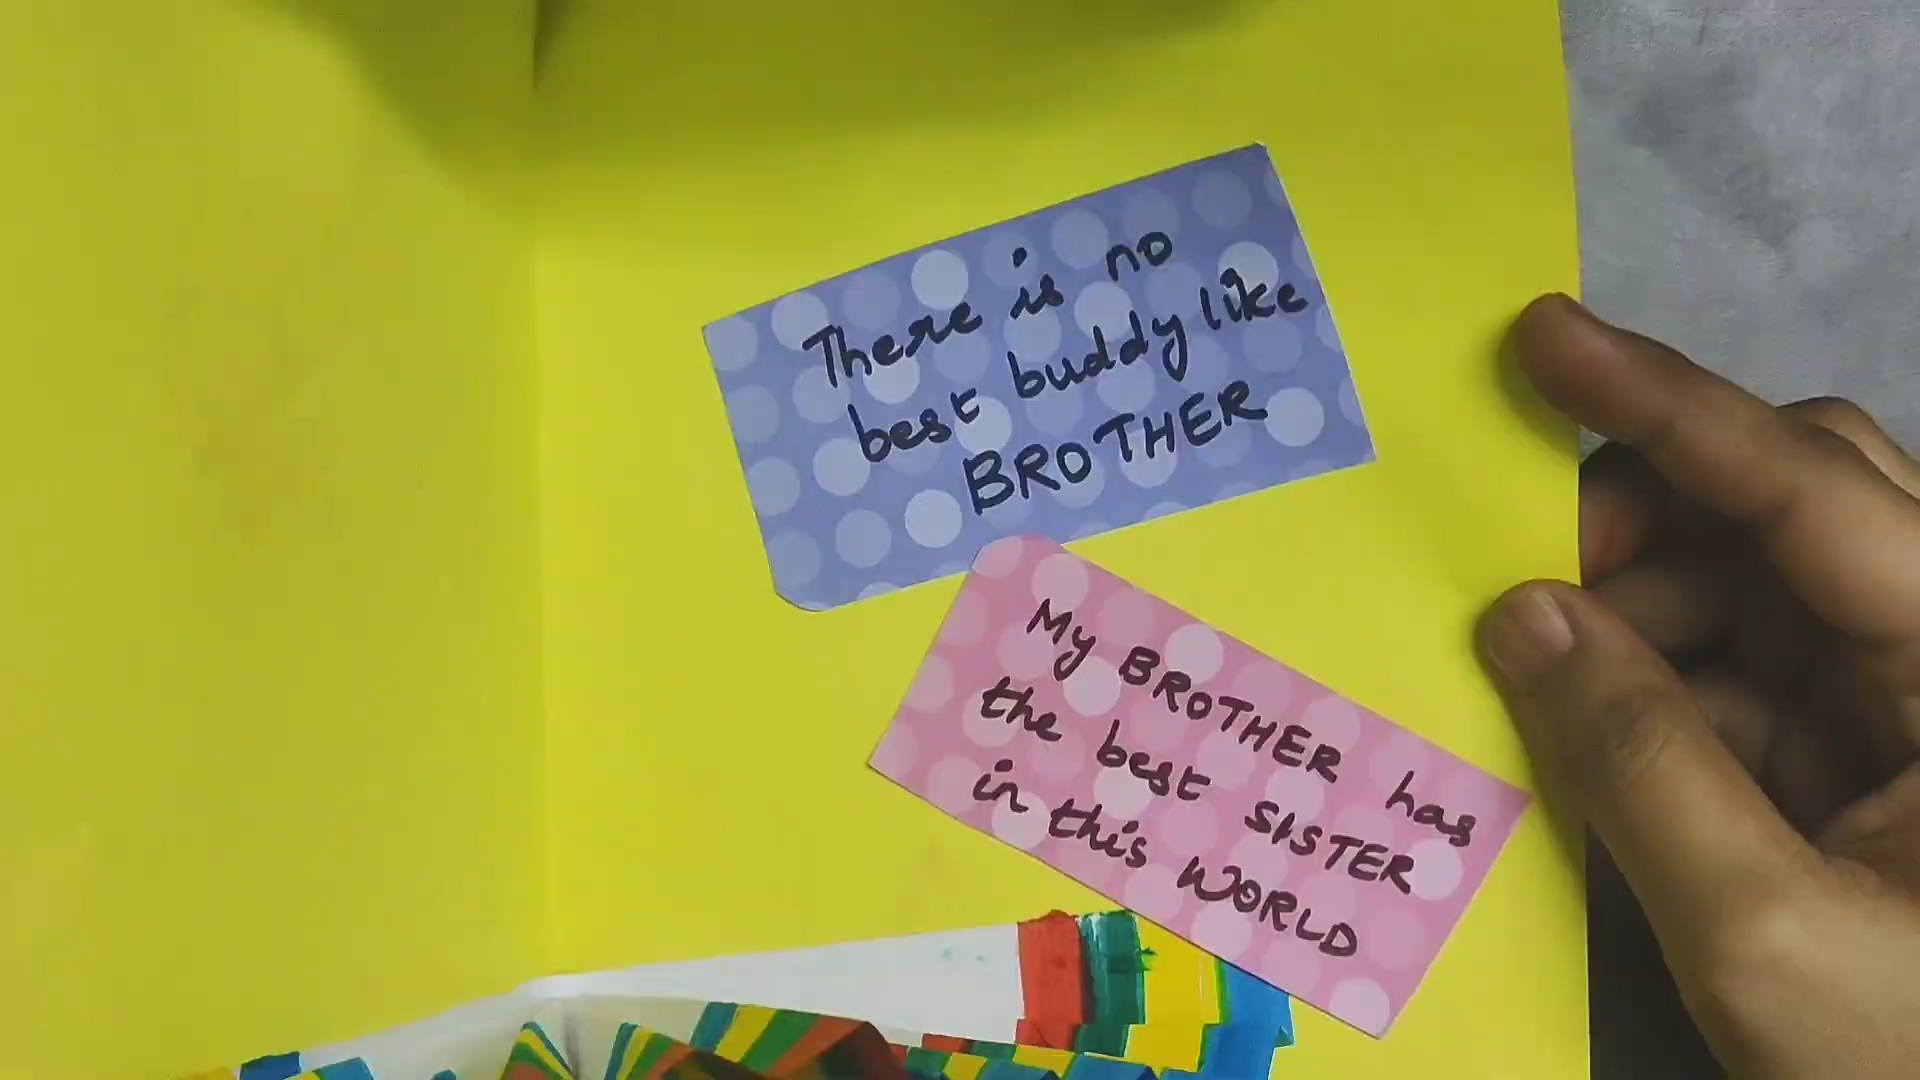 There is no
best buddy like
BROTHER
My BROTHER has
the best SISTER
in this WORLD